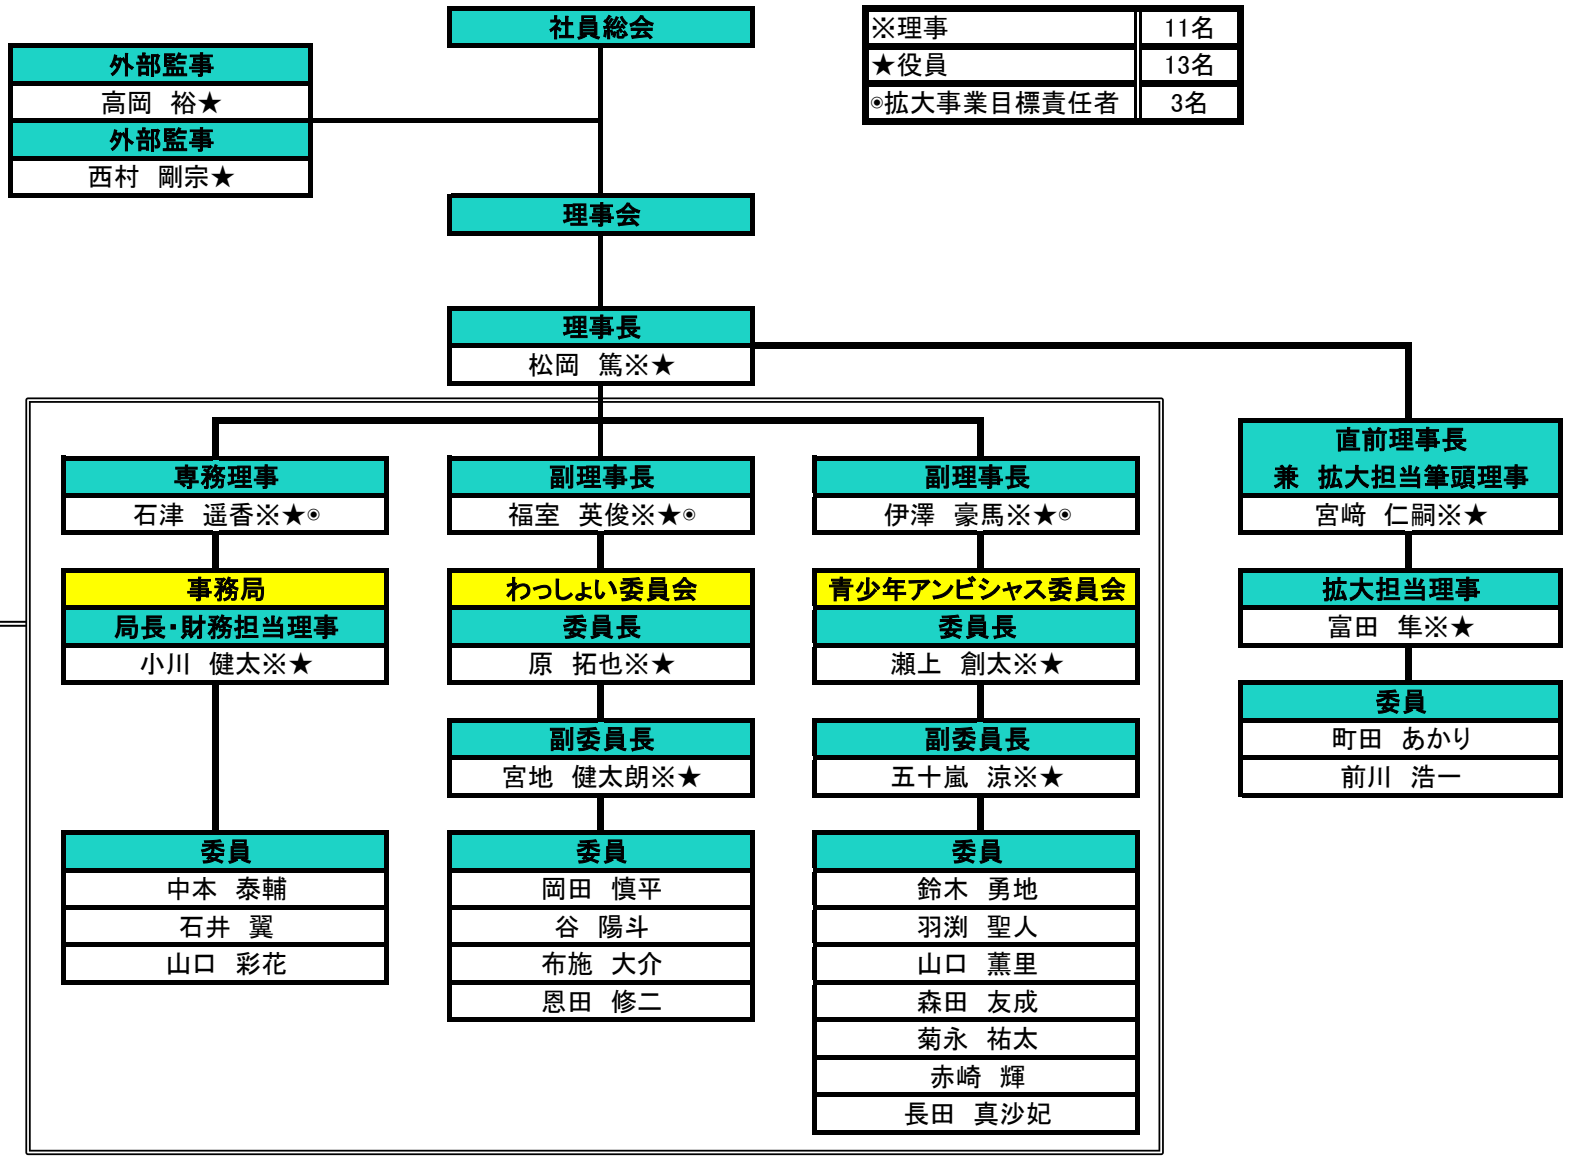 社員総会
※理事 11名
★役員 13名
◉拡大事業目標責任者 3名
外部監事
高岡　裕★
外部監事
西村　剛宗★
理事会
理事長
松岡　篤※★
専務理事
石津　遥香※★◉
事務局
局長・財務担当理事
小川　健太※★
委員
中本　泰輔
石井　翼
山口　彩花
副理事長
福室　英俊※★◉
わっしょい委員会
委員長
原　拓也※★
副委員長
宮地　健太朗※★
委員
岡田　慎平
谷　陽斗
布施　大介
恩田　修二
副理事長
伊澤　豪馬※★◉
青少年アンビシャス委員会
委員長
瀬上　創太※★
副委員長
五十嵐　涼※★
委員
鈴木　勇地
羽渕　聖人
山口　薫里
森田　友成
菊永　祐太
赤崎　輝
長田　真沙妃
直前理事長
兼　拡大担当筆頭理事
宮﨑　仁嗣※★
拡大担当理事
富田　隼※★
委員
町田　あかり
前川　浩一